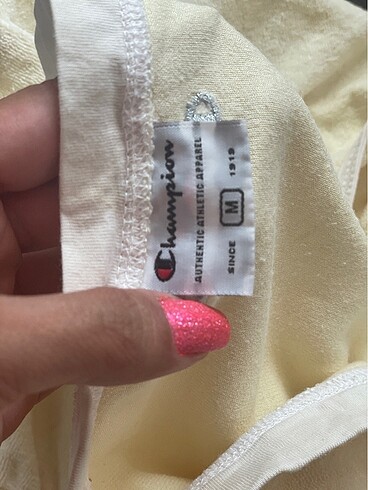 Champion
AUTHENTIC ATHLETIC APPAREL
SINCE M 1919